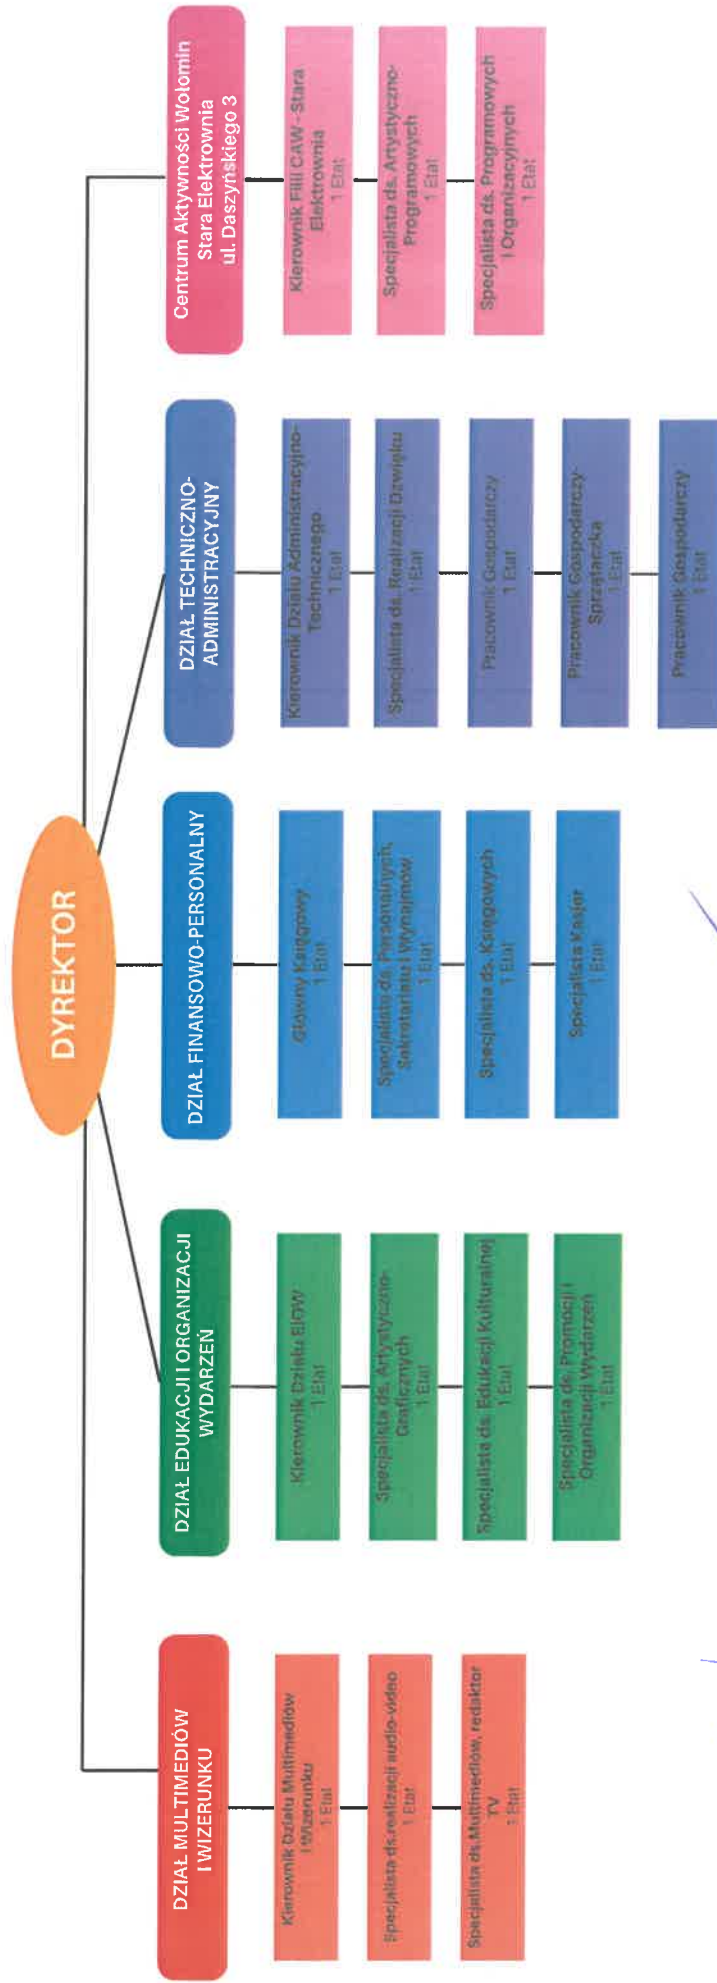 DYREKTOR
DZIAŁ MULTIMEDIÓW
I WIZERUNKU
Kierownik Działu Multimediów
i Wizerunku
1 Etat
Specjalista ds.realizacji audio-video
1 Etat
Specjalista ds.Multimediów, redaktor
TV
1 Etat
DZIAŁ EDUKACJI I ORGANIZACJI
WYDARZEŃ
Kierownik Działu EiOW
1 Etat
Specjalista ds. Artystyczno-
Graficznych
1 Etat
Specjalista ds. Edukacji Kulturalnej
1 Etat
Specjalista ds. Promocji i
Organizacji Wydarzeń
1 Etat
DZIAŁ FINANSOWO-PERSONALNY
Główny Księgowy
1 Etat
Specjalista ds. Personalnych,
Sekretariatu i Wynajmów
1 Etat
Specjalista ds. Księgowych
1 Etat
Specjalista Kasjer
1 Etat
DZIAŁ TECHNICZNO-
ADMINISTRACYJNY
Kierownik Działu Administracyjno-
Technicznego
1 Etat
Specjalista ds. Realizacji Dźwięku
1 Etat
Pracownik Gospodarczy
1 Etat
Pracownik Gospodarczy-
Sprzątaczka
1 Etat
Pracownik Gospodarczy
1 Etat
Centrum Aktywności Wołomin
Stara Elektrownia
ul. Daszyńskiego 3
Kierownik Filii CAW - Stara
Elektrownia
1 Etat
Specjalista ds. Arystyczno-
Programowych
1 Etat
Specjalista ds. Programowych
i Organizacyjnych
1 Etat